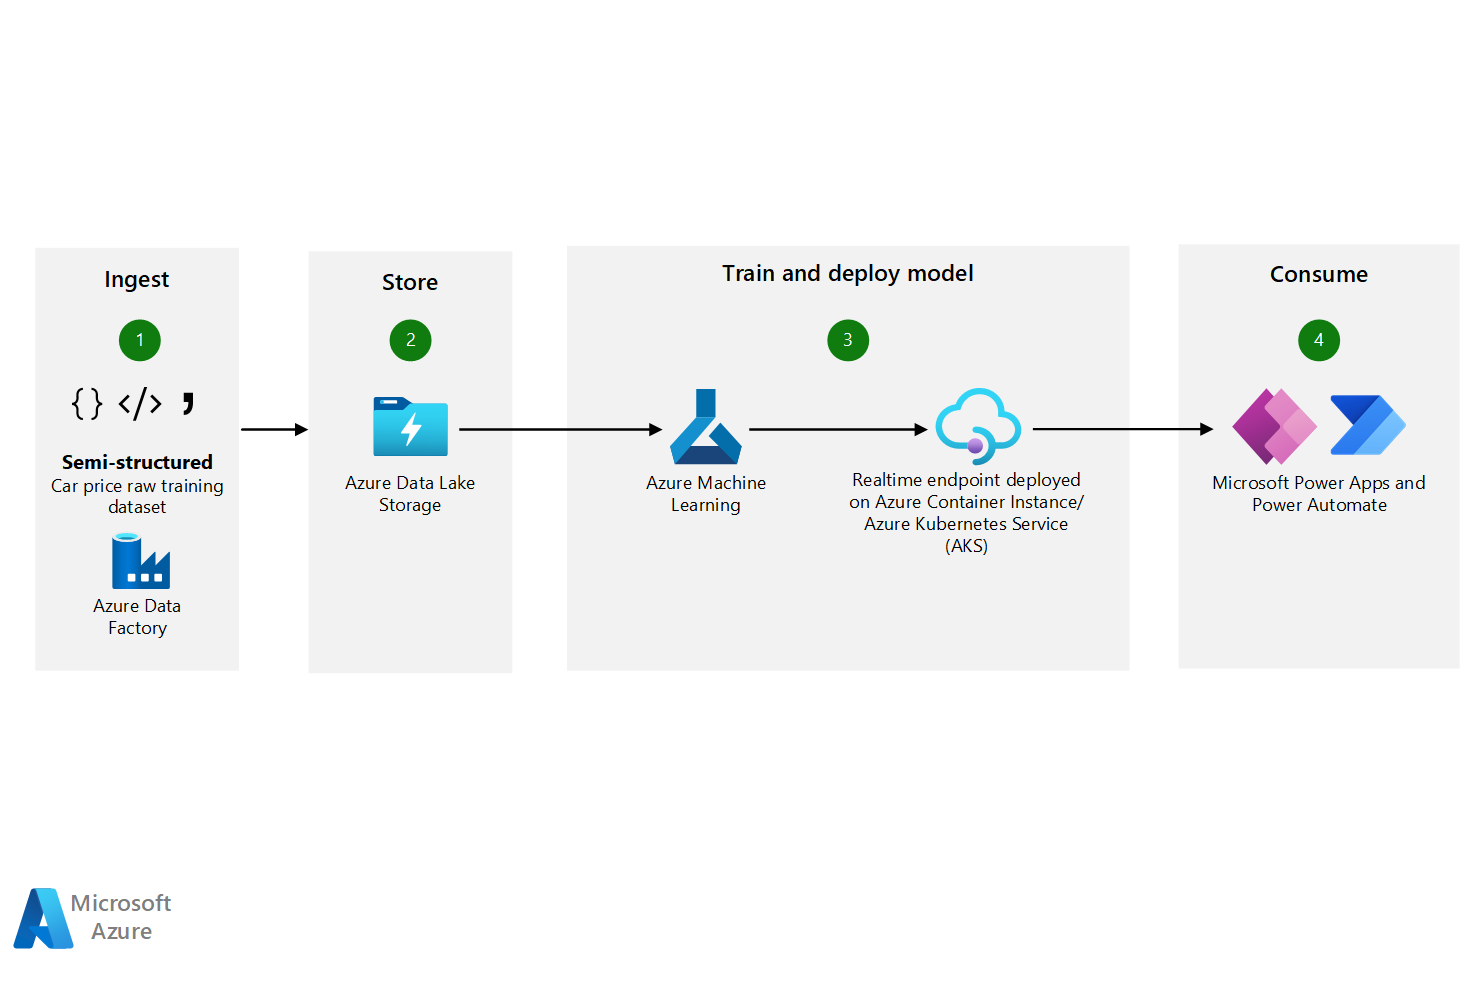 Ingest
1
{ } </> ,
Semi-structured
Car price raw training
dataset
Azure Data
Factory
Store
2
Azure Data Lake
Storage
Train and deploy model
3
Azure Machine
Learning
Realtime endpoint deployed
on Azure Container Instance/
Azure Kubernetes Service
(AKS)
Consume
4
Microsoft Power Apps and
Power Automate
Microsoft
Azure